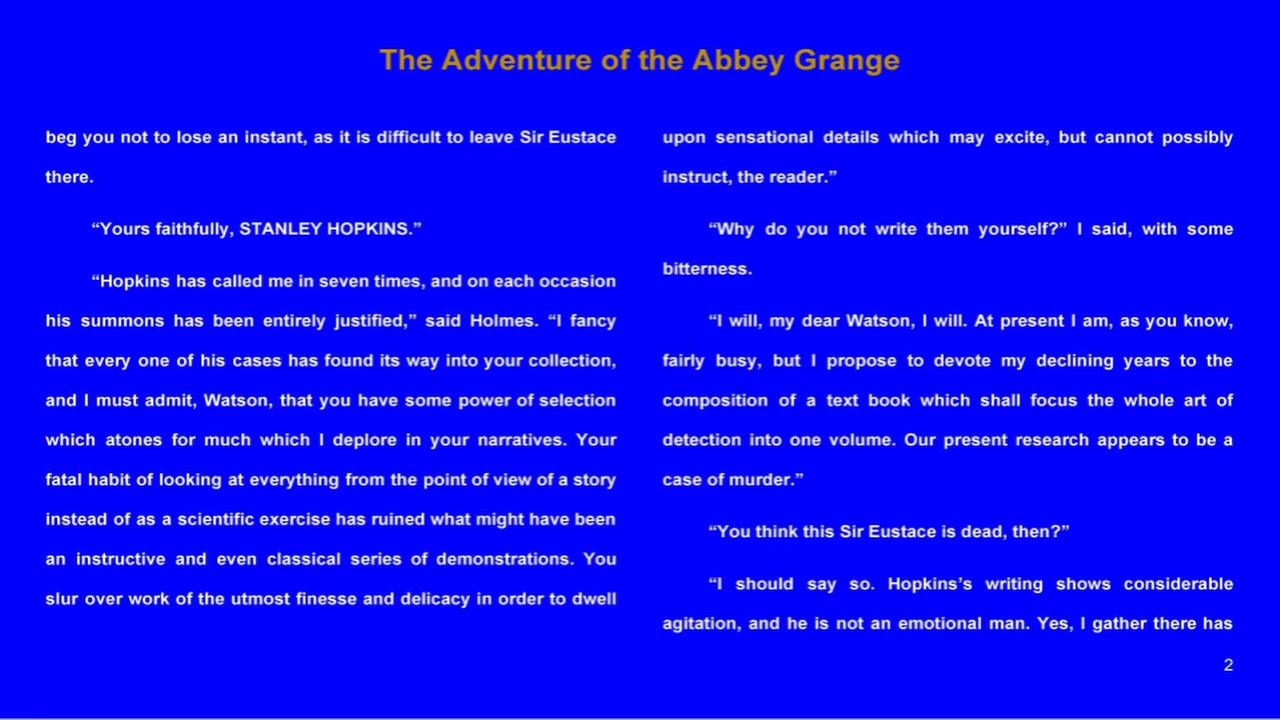 The Adventure of the Abbey Grange
beg you not to lose an instant, as it is difficult to leave Sir Eustace
there.
“Yours faithfully, STANLEY HOPKINS.”
“Hopkins has called me in seven times, and on each occasion
his summons has been entirely justified,” said Holmes. “I fancy
that every one of his cases has found its way into your collection,
and I must admit, Watson, that you have some power of selection
which atones for much which I deplore in your narratives. Your
fatal habit of looking at everything from the point of view of a story
instead of as a scientific exercise has ruined what might have been
an instructive and even classical series of demonstrations. You
slur over work of the utmost finesse and delicacy in order to dwell
upon sensational details which may excite, but cannot possibly
instruct, the reader.”
“Why do you not write them yourself?” I said, with some
bitterness.
“I will, my dear Watson, I will. At present I am, as you know,
fairly busy, but I propose to devote my declining years to the
composition of a text book which shall focus the whole art of
detection into one volume. Our present research appears to be a
case of murder.”
“You think this Sir Eustace is dead, then?”
“I should say so. Hopkins’s writing shows considerable
agitation, and he is not an emotional man. Yes, I gather there has
2